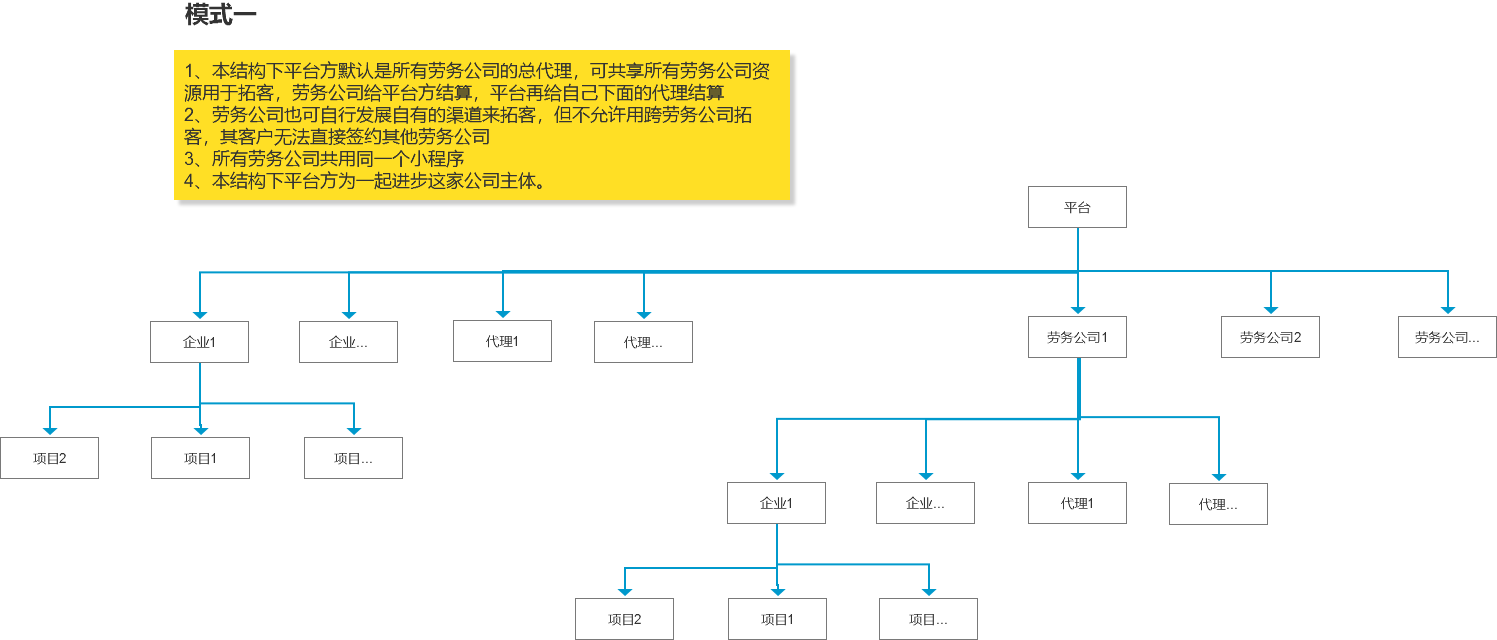 模式一
1、本结构下平台方默认是所有劳务公司的总代理，可共享所有劳务公司资
源用于拓客，劳务公司给平台方结算，平台再给自己下面的代理结算
2、劳务公司也可自行发展自有的渠道来拓客，但不允许用跨劳务公司拓
客，其客户无法直接签约其他劳务公司
3、所有劳务公司共用同一个小程序
4、本结构下平台方为一起进步这家公司主体。
平台
企业1
企业...
代理1
代理...
劳务公司1
劳务公司2
劳务公司...
项目2
项目1
项目...
企业1
企业...
代理1
代理...
项目2
项目1
项目...